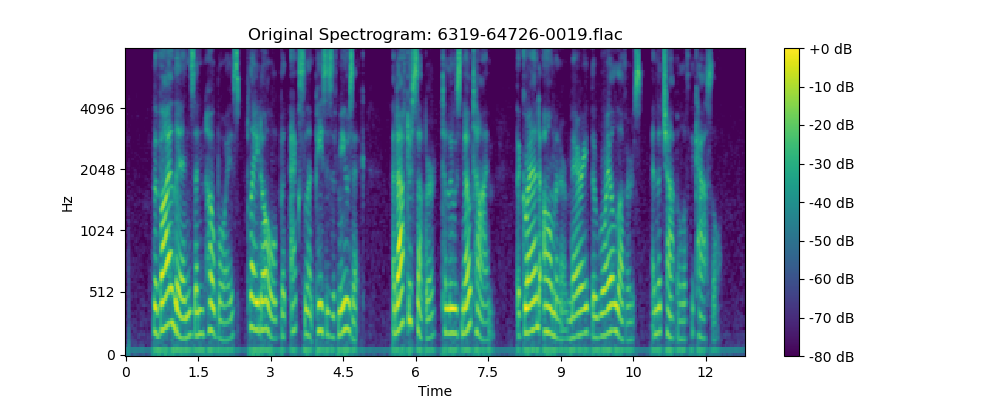 Original Spectrogram: 6319-64726-0019.flac
Hz
4096
2048
1024
512
0
0 1.5 3 4.5 6 7.5 9 10 12
Time
+0 dB
-10 dB
-20 dB
-30 dB
-40 dB
-50 dB
-60 dB
-70 dB
-80 dB